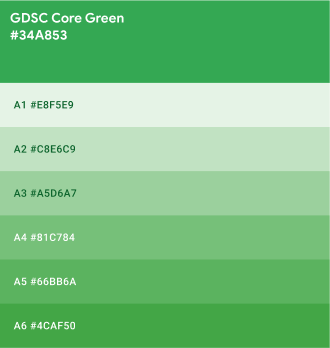 GDSC Core Green
#34A853
A1 #E8F5E9
A2 #C8E6C9
A3 #A5D6A7
A4 #81C784
A5 #66BB6A
A6 #4CAF50